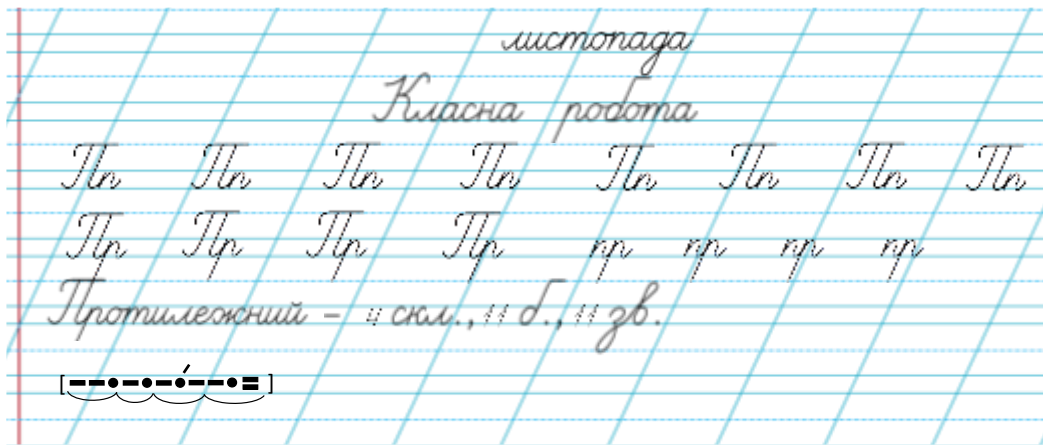 листопада
Класна робота
Пп Пп Пп Пп Пп Пп Пп Пп
Пр Пр Пр Пр пр пр пр пр
Протилежний – 4 скл., 11 б., 11 зв.
[– – • – • – • – – • =]